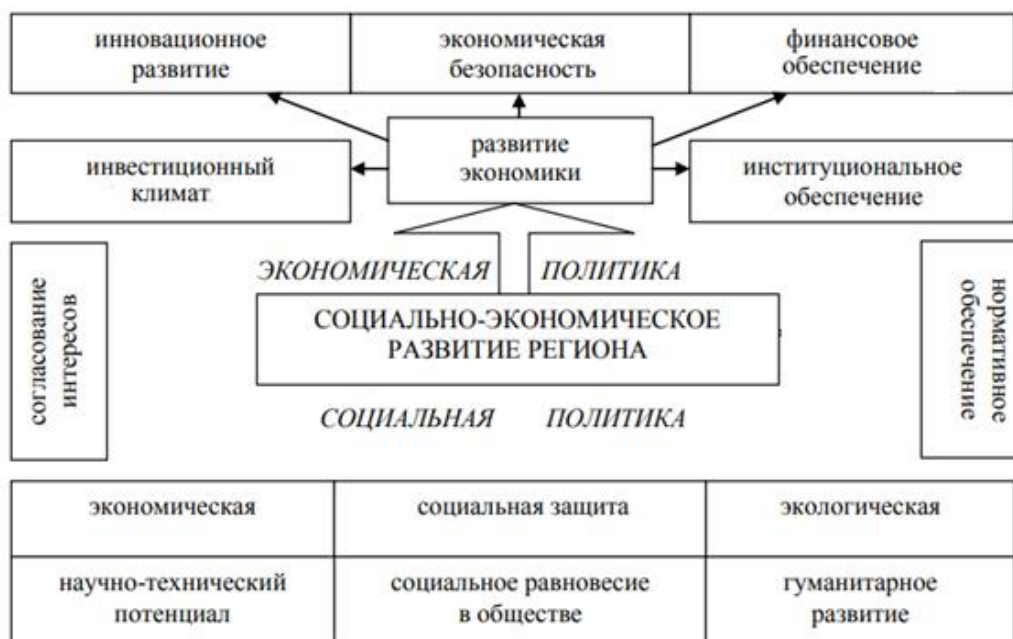 инновационное
развитие
экономическая
безопасность
финансовое
обеспечение
развитие
экономики
инвестиционный
климат
институциональное
обеспечение
согласование
интересов
ЭКОНОМИЧЕСКАЯ ПОЛИТИКА
СОЦИАЛЬНО-ЭКОНОМИЧЕСКОЕ
РАЗВИТИЕ РЕГИОНА
СОЦИАЛЬНАЯ ПОЛИТИКА
нормативное
обеспечение
экономическая
социальная защита
экологическая
научно-технический
потенциал
социальное равновесие
в обществе
гуманитарное
развитие